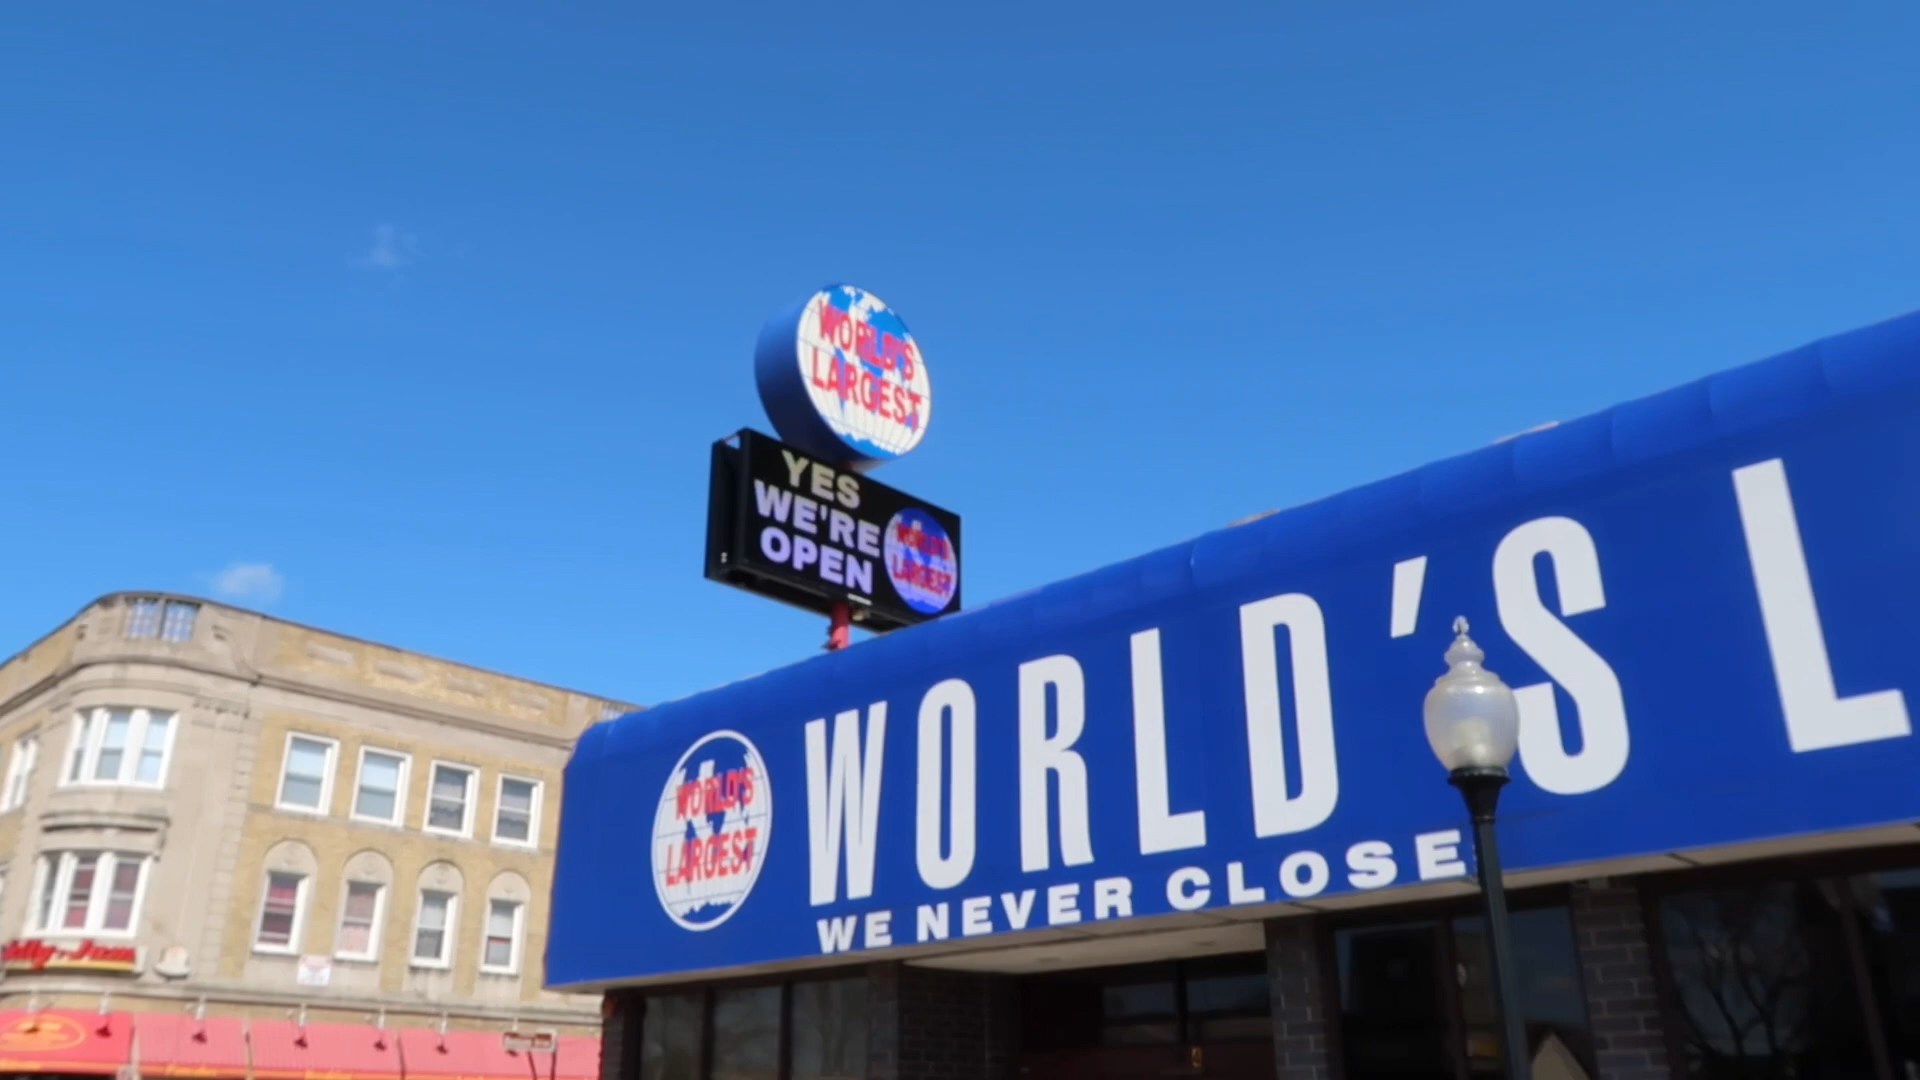 WORLD'S
LARGEST
YES
WE'RE
OPEN
WORLD'S
LARGEST
WORLD'S L
WE NEVER CLOSE
WORLD'S
LARGEST